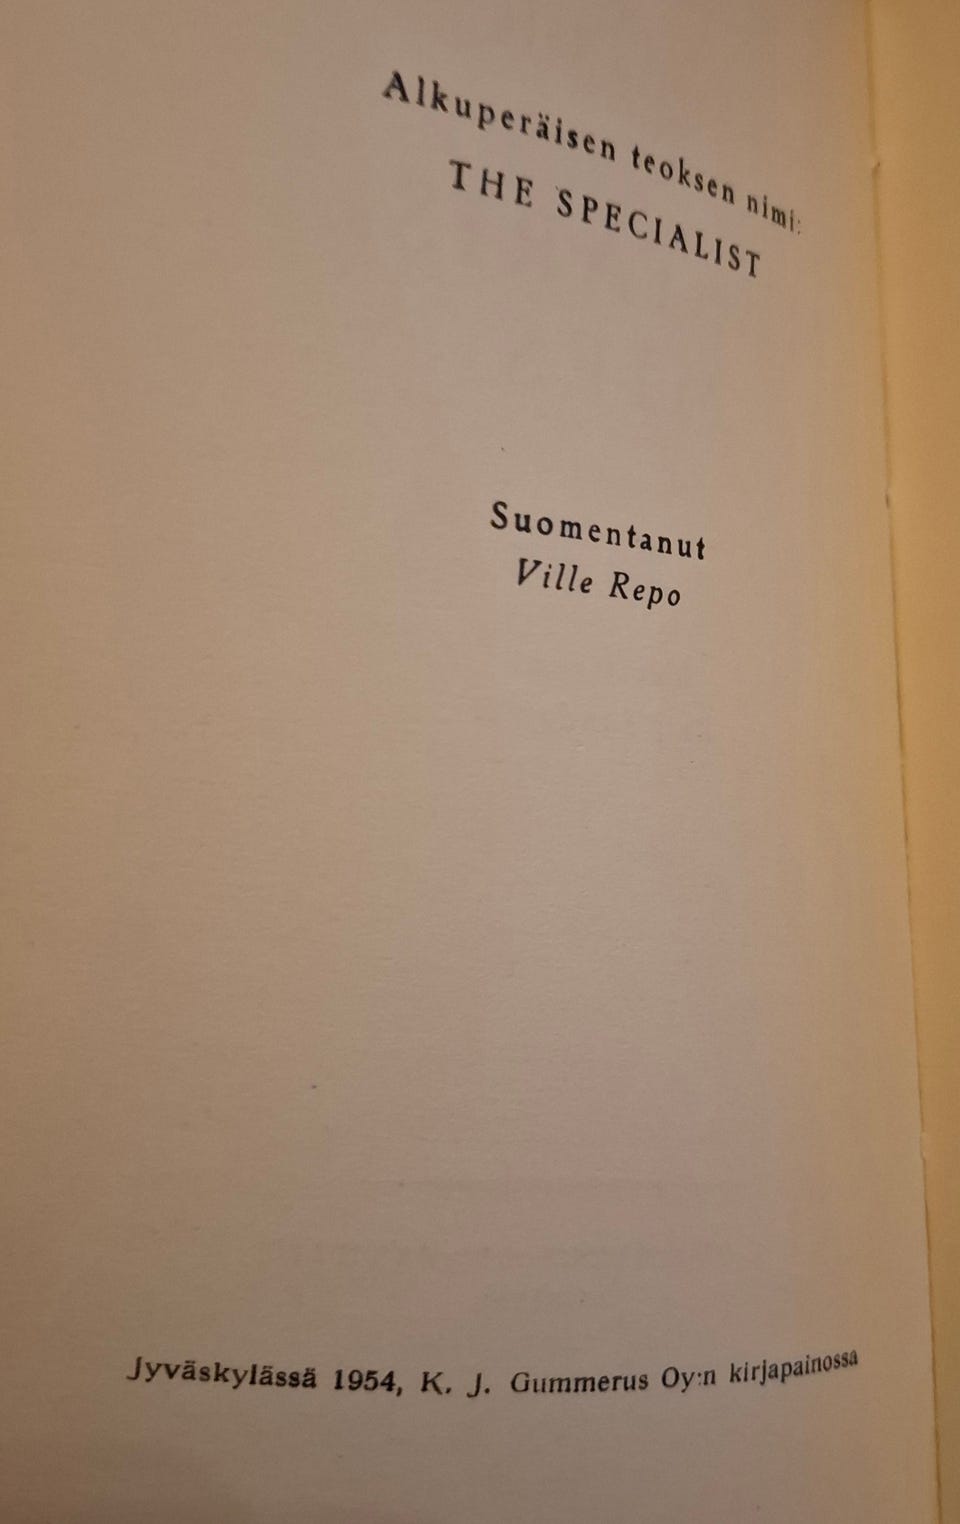 Alkuperäisen teoksen nimi:
THE SPECIALIST
Suomentanut
Ville Repo
Jyväskylässä 1954, K. J. Gummerus Oy:n kirjapainossa